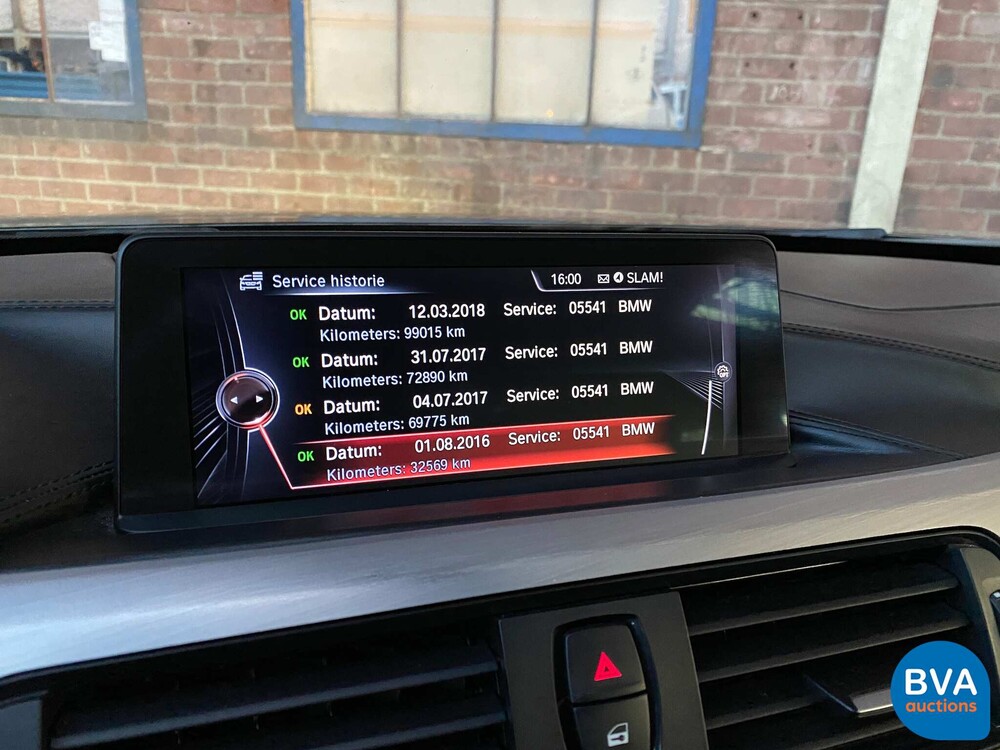 Service historie
16:00 SLAM!
OK Datum: 12.03.2018 Service: 05541 BMW
Kilometers: 99015 km
OK Datum: 31.07.2017 Service: 05541 BMW
Kilometers: 72890 km
OK Datum: 04.07.2017 Service: 05541 BMW
Kilometers: 69775 km
OK Datum: 01.08.2016 Service: 05541 BMW
Kilometers: 32569 km
OFF
BVA
auctions